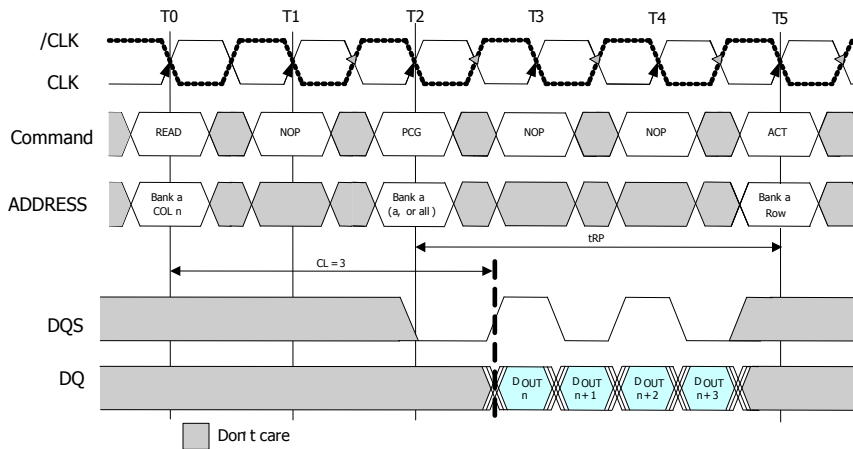 T0 T1 T2 T3 T4 T5
/CLK
CLK
Command READ NOP PCG NOP NOP ACT
ADDRESS Bank a COL n Bank a (a, or all) Bank a Row
tRP
CL = 3
DQS
DQ DOUT n DOUT n+1 DOUT n+2 DOUT n+3
Don't care